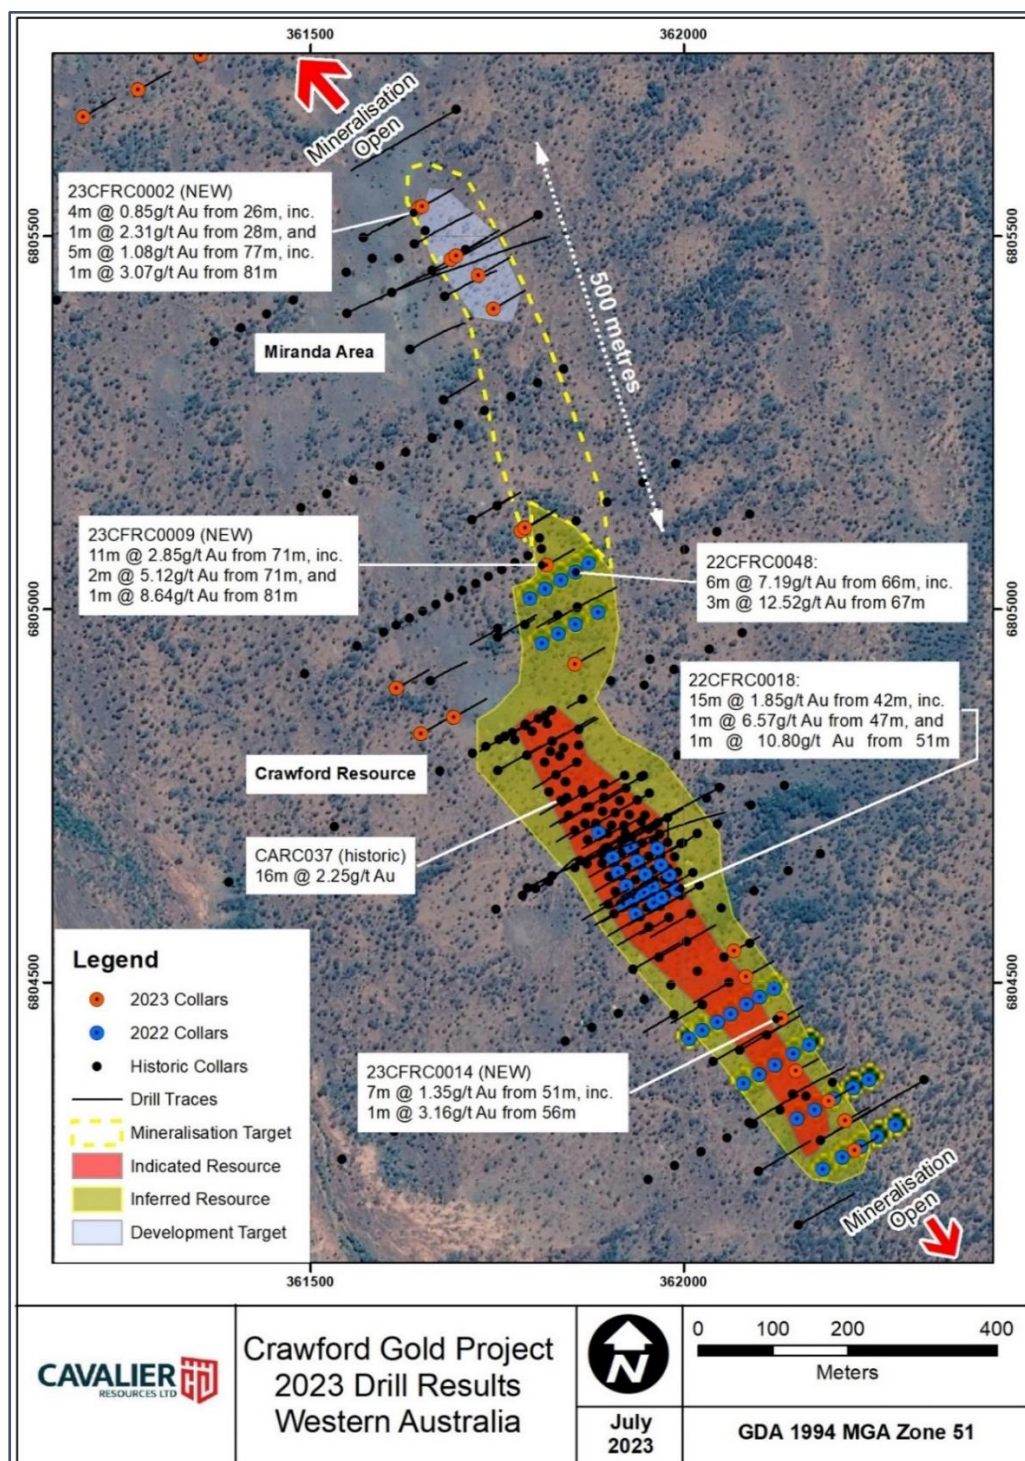 361500
362000
Mineralisation
Open
23CFRC0002 (NEW)
4m @ 0.85g/t Au from 26m, inc.
1m @ 2.31g/t Au from 28m, and
5m @ 1.08g/t Au from 77m, inc.
1m @ 3.07g/t Au from 81m
6805500
6805500
500 metres
Miranda Area
23CFRC0009 (NEW)
11m @ 2.85g/t Au from 71m, inc.
2m @ 5.12g/t Au from 71m, and
1m @ 8.64g/t Au from 81m
22CFRC0048:
6m @ 7.19g/t Au from 66m, inc.
3m @ 12.52g/t Au from 67m
6805000
6805000
22CFRC0018:
15m @ 1.85g/t Au from 42m, inc.
1m @ 6.57g/t Au from 47m, and
1m @ 10.80g/t Au from 51m
Crawford Resource
CARC037 (historic)
16m @ 2.25g/t Au
6804500
6804500
23CFRC0014 (NEW)
7m @ 1.35g/t Au from 51m, inc.
1m @ 3.16g/t Au from 56m
Legend
2023 Collars
2022 Collars
Historic Collars
Drill Traces
Mineralisation Target
Indicated Resource
Inferred Resource
Development Target
Mineralisation
Open
361500
362000
CAVALIER
RESOURCES LTD
Crawford Gold Project
2023 Drill Results
Western Australia
N
July
2023
0 100 200 400
Meters
GDA 1994 MGA Zone 51